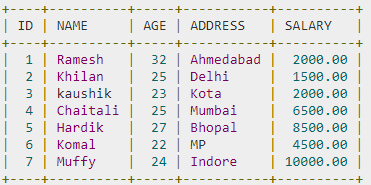 +----+----------+-----+-----------+----------+
| ID | NAME     | AGE | ADDRESS   | SALARY   |
+----+----------+-----+-----------+----------+
|  1 | Ramesh   |  32 | Ahmedabad |  2000.00 |
|  2 | Khilan   |  25 | Delhi     |  1500.00 |
|  3 | kaushik  |  23 | Kota      |  2000.00 |
|  4 | Chaitali |  25 | Mumbai    |  6500.00 |
|  5 | Hardik   |  27 | Bhopal    |  8500.00 |
|  6 | Komal    |  22 | MP        |  4500.00 |
|  7 | Muffy    |  24 | Indore    | 10000.00 |
+----+----------+-----+-----------+----------+